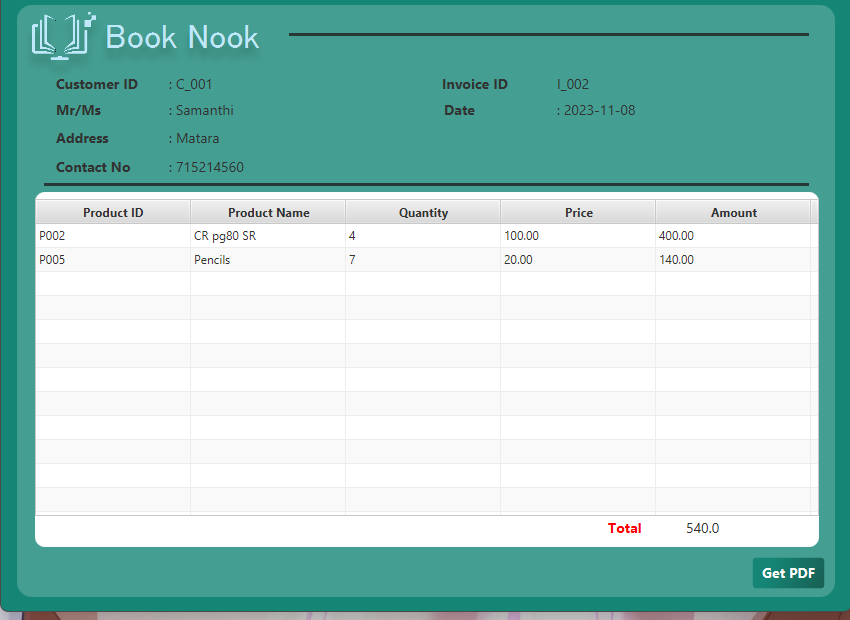 Book Nook
Customer ID : C_001 Invoice ID I_002
Mr/Ms : Samanthi Date : 2023-11-08
Address : Matara
Contact No : 715214560
Product ID Product Name Quantity Price Amount
P002 CR pg80 SR 4 100.00 400.00
P005 Pencils 7 20.00 140.00
Total 540.0
Get PDF